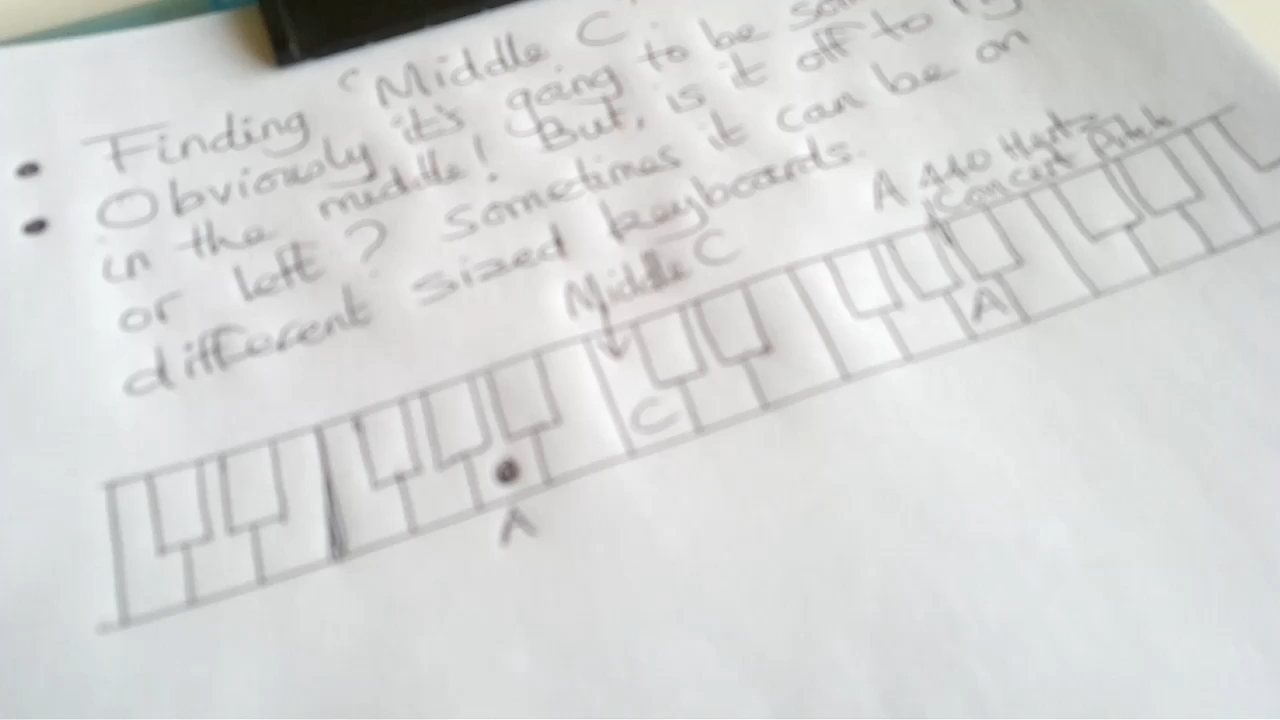 Finding 'Middle C'
Obviously it's going to be
in the middle! But, is it off to
or left? Sometimes it can be on
different sized keyboards.
A 440 Hertz
Concert Pitch
Middle C
A
C
A